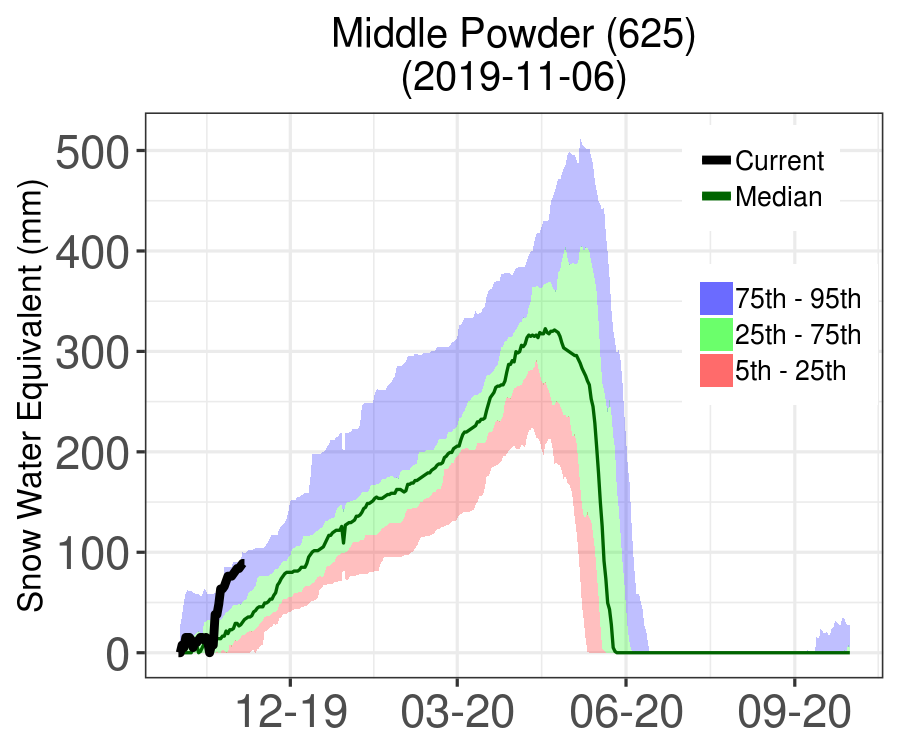 Middle Powder (625)
(2019-11-06)
Snow Water Equivalent (mm)
500
400
300
200
100
0
12-19
03-20
06-20
09-20
Current
Median
75th - 95th
25th - 75th
5th - 25th